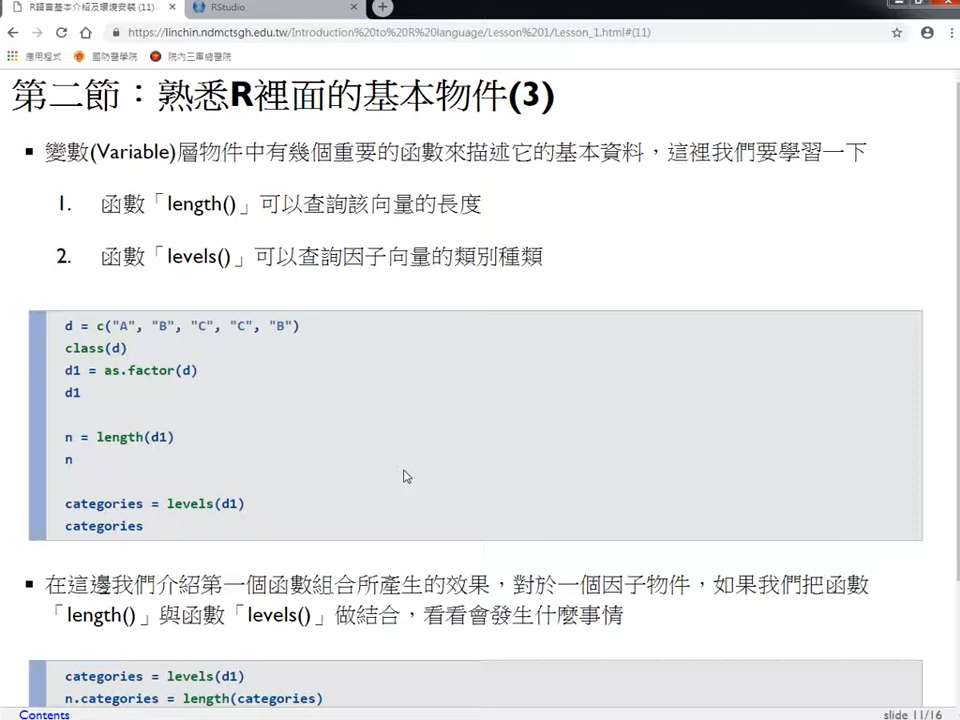 R語言基本介紹及環境安裝 (11)
RStudio
https://linchin.ndmctsgh.edu.tw/Introduction%20to%20R%20language/Lesson%201/Lesson_1.html#(11)
應用程式 國防醫學院 院內三軍總醫院
第二節：熟悉R裡面的基本物件(3)
變數(Variable)層物件中有幾個重要的函數來描述它的基本資料，這裡我們要學習一下
1. 函數「length()」可以查詢該向量的長度
2. 函數「levels()」可以查詢因子向量的類別種類
d = c("A", "B", "C", "C", "B")
class(d)
d1 = as.factor(d)
d1
n = length(d1)
n
categories = levels(d1)
categories
在這邊我們介紹第一個函數組合所產生的效果，對於一個因子物件，如果我們把函數
「length()」與函數「levels()」做結合，看看會發生什麼事情
categories = levels(d1)
n.categories = length(categories)
Contents
slide 11/16